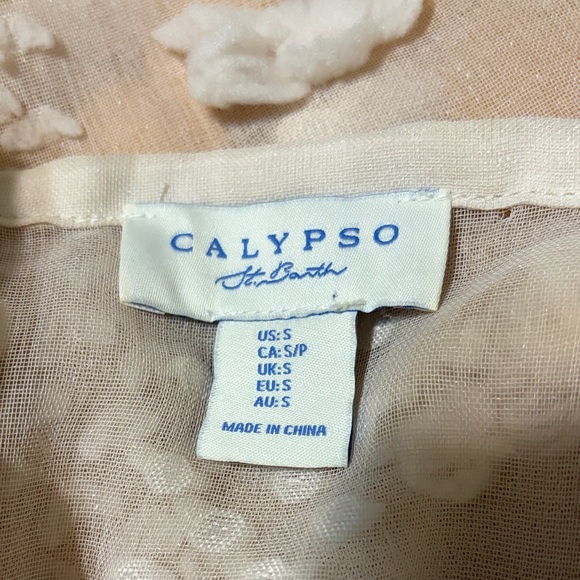 CALYPSO
St. Barth
US: S
CA: S/P
UK: S
EU: S
AU: S
MADE IN CHINA